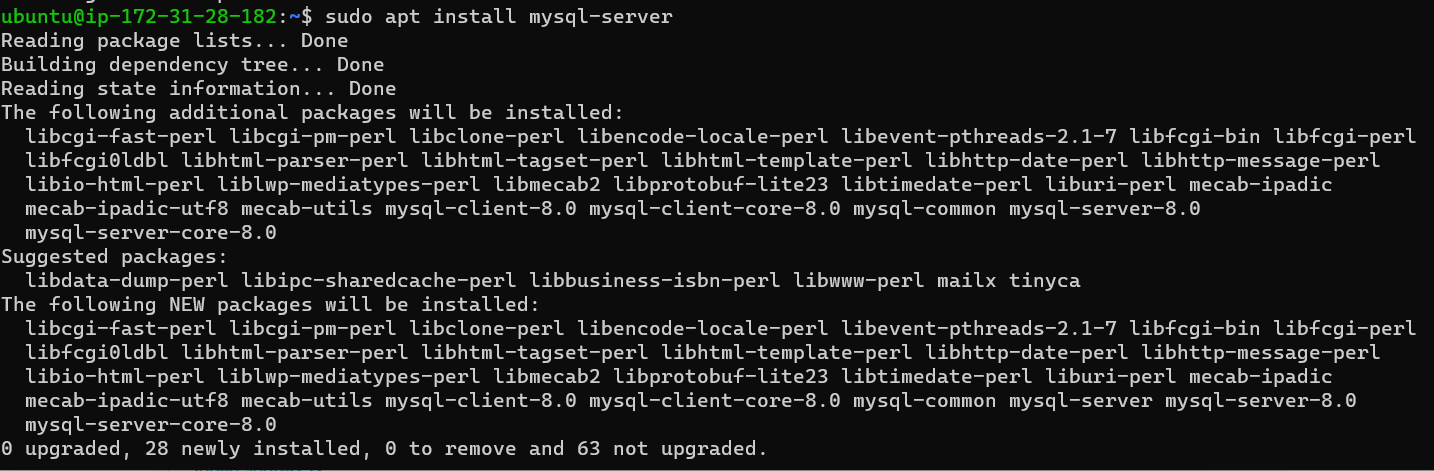 ubuntu@ip-172-31-28-182:~$ sudo apt install mysql-server
Reading package lists... Done
Building dependency tree... Done
Reading state information... Done
The following additional packages will be installed:
  libcgi-fast-perl libcgi-pm-perl libclone-perl libencode-locale-perl libevent-pthreads-2.1-7 libfcgi-bin libfcgi-perl
  libfcgi0ldbl libhtml-parser-perl libhtml-tagset-perl libhtml-template-perl libhttp-date-perl libhttp-message-perl
  libio-html-perl liblwp-mediatypes-perl libmecab2 libprotobuf-lite23 libtimedate-perl liburi-perl mecab-ipadic
  mecab-ipadic-utf8 mecab-utils mysql-client-8.0 mysql-client-core-8.0 mysql-common mysql-server-8.0
  mysql-server-core-8.0
Suggested packages:
  libdata-dump-perl libipc-sharedcache-perl libbusiness-isbn-perl libwww-perl mailx tinyca
The following NEW packages will be installed:
  libcgi-fast-perl libcgi-pm-perl libclone-perl libencode-locale-perl libevent-pthreads-2.1-7 libfcgi-bin libfcgi-perl
  libfcgi0ldbl libhtml-parser-perl libhtml-tagset-perl libhtml-template-perl libhttp-date-perl libhttp-message-perl
  libio-html-perl liblwp-mediatypes-perl libmecab2 libprotobuf-lite23 libtimedate-perl liburi-perl mecab-ipadic
  mecab-ipadic-utf8 mecab-utils mysql-client-8.0 mysql-client-core-8.0 mysql-common mysql-server mysql-server-8.0
  mysql-server-core-8.0
0 upgraded, 28 newly installed, 0 to remove and 63 not upgraded.